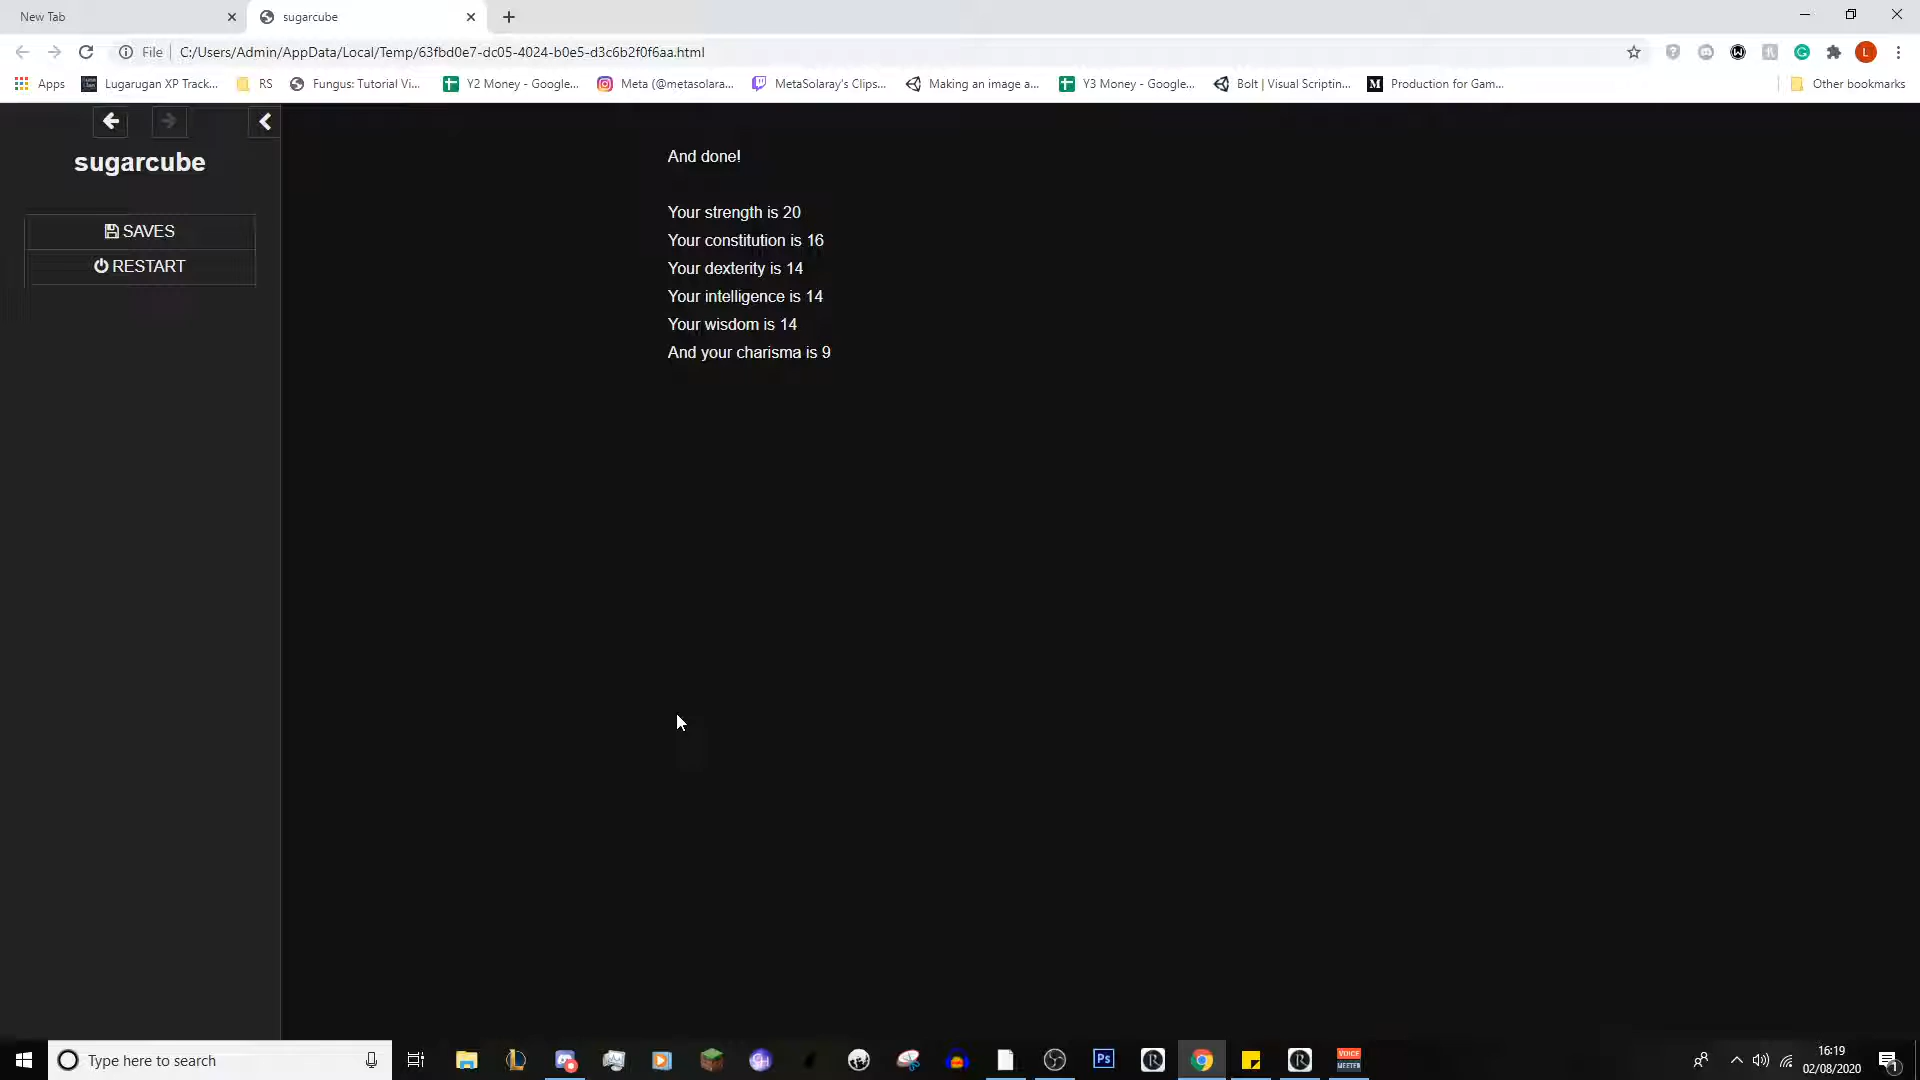 New Tab
sugarcube
File
C:/Users/Admin/AppData/Local/Temp/63fbd0e7-dc05-4024-b0e5-d3c6b2f0f6aa.html
L
Apps
Lugarugan XP Track...
RS
Fungus: Tutorial Vi...
Y2 Money - Google...
Meta (@metasolara...
MetaSolaray's Clips...
Making an image a...
Y3 Money - Google...
Bolt | Visual Scriptin...
M
Production for Gam...
Other bookmarks
sugarcube
SAVES
RESTART
And done!
Your strength is 20
Your constitution is 16
Your dexterity is 14
Your intelligence is 14
Your wisdom is 14
And your charisma is 9
Type here to search
Ps
R
R
VOICE
MEETER
16:19
02/08/2020
1